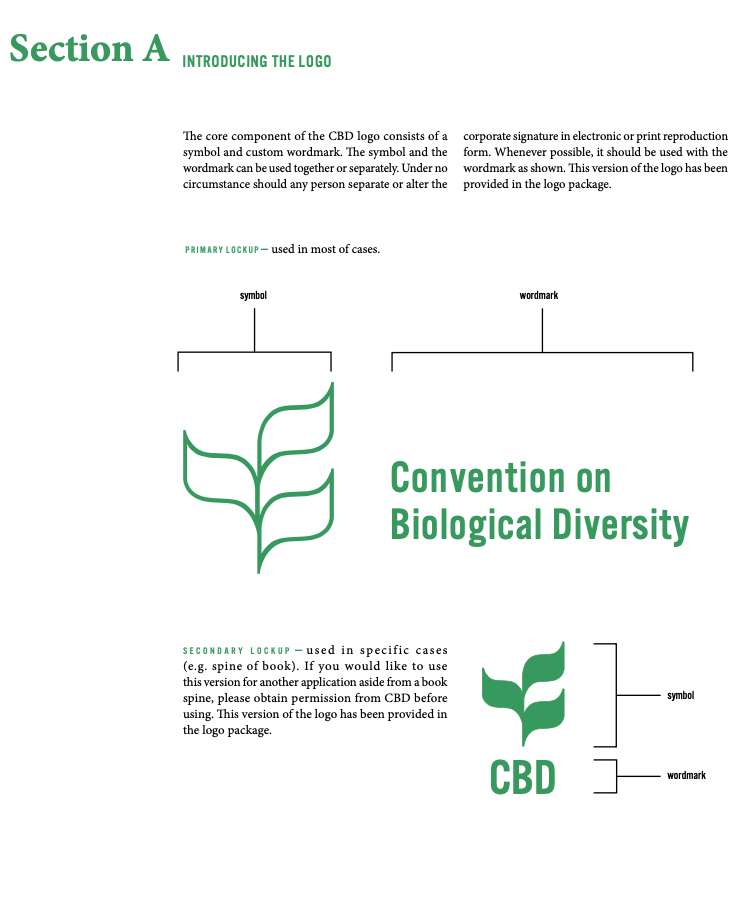 Section A INTRODUCING THE LOGO
The core component of the CBD logo consists of a
symbol and custom wordmark. The symbol and the
wordmark can be used together or separately. Under no
circumstance should any person separate or alter the
corporate signature in electronic or print reproduction
form. Whenever possible, it should be used with the
wordmark as shown. This version of the logo has been
provided in the logo package.
PRIMARY LOCKUP — used in most of cases.
symbol
wordmark
Convention on
Biological Diversity
SECONDARY LOCKUP — used in specific cases
(e.g. spine of book). If you would like to use
this version for another application aside from a book
spine, please obtain permission from CBD before
using. This version of the logo has been provided in
the logo package.
symbol
CBD
wordmark